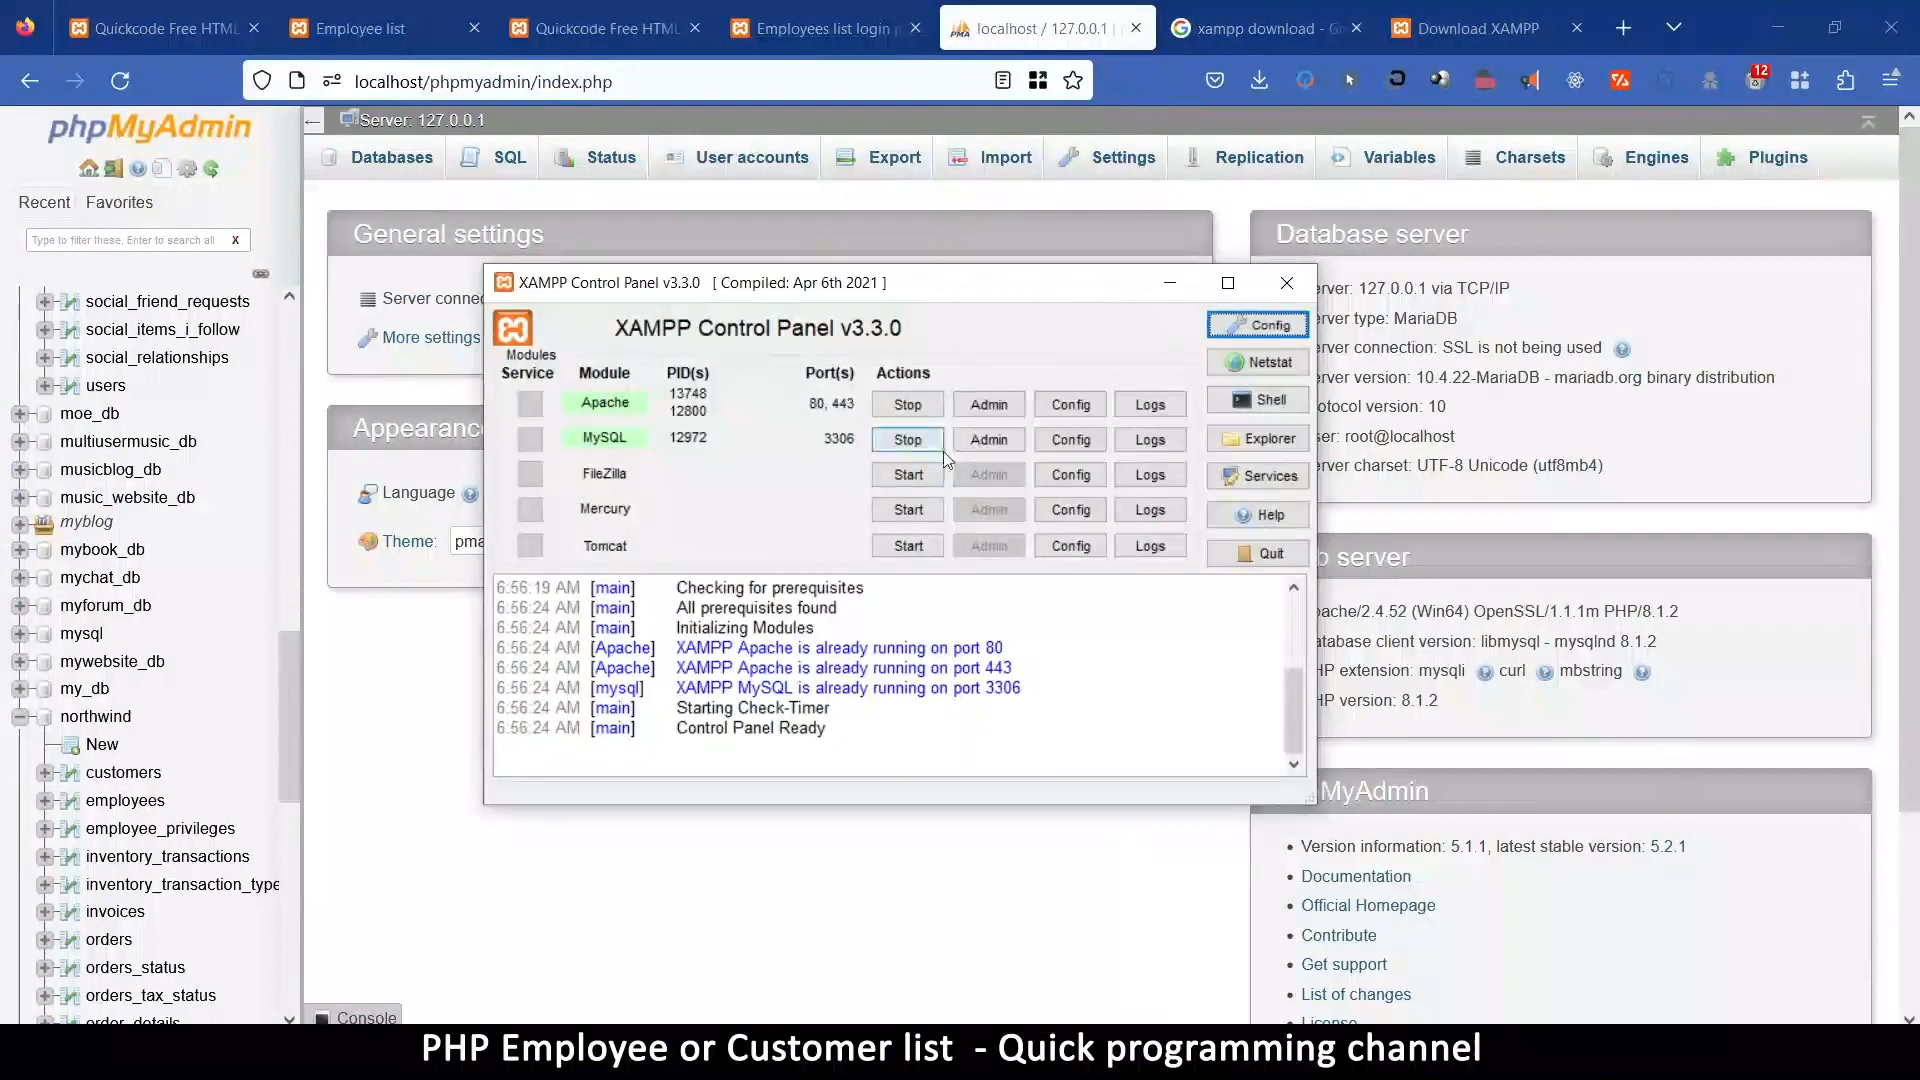 Quickcode Free HTML
Employee list
Quickcode Free HTML
Employees list login p
PMA
localhost / 127.0.0.1 |
xampp download - Go
Download XAMPP
localhost/phpmyadmin/index.php
12
phpMyAdmin
Recent Favorites
Type to filter these, Enter to search all X
social_friend_requests
social_items_i_follow
social_relationships
users
moe_db
multiusermusic_db
musicblog_db
music_website_db
myblog
mybook_db
mychat_db
myforum_db
mysql
mywebsite_db
my_db
northwind
New
customers
employees
employee_privileges
inventory_transactions
inventory_transaction_type
invoices
orders
orders_status
orders_tax_status
order_details
Server: 127.0.0.1
Databases SQL Status User accounts Export Import Settings Replication Variables Charsets Engines Plugins
General settings
Server connec
More settings
Appearanc
Language
Theme: pma
Console
XAMPP Control Panel v3.3.0 [ Compiled: Apr 6th 2021 ]
XAMPP Control Panel v3.3.0
Config
Modules
Service Module PID(s) Port(s) Actions
Netstat
Apache 13748
12800 80, 443 Stop Admin Config Logs
Shell
MySQL 12972 3306 Stop Admin Config Logs
Explorer
FileZilla Start Admin Config Logs
Services
Mercury Start Admin Config Logs
Help
Tomcat Start Admin Config Logs
Quit
6:56:19 AM [main] Checking for prerequisites
6:56:24 AM [main] All prerequisites found
6:56:24 AM [main] Initializing Modules
6:56:24 AM [Apache] XAMPP Apache is already running on port 80
6:56:24 AM [Apache] XAMPP Apache is already running on port 443
6:56:24 AM [mysql] XAMPP MySQL is already running on port 3306
6:56:24 AM [main] Starting Check-Timer
6:56:24 AM [main] Control Panel Ready
Database server
erver: 127.0.0.1 via TCP/IP
erver type: MariaDB
erver connection: SSL is not being used
erver version: 10.4.22-MariaDB - mariadb.org binary distribution
otocol version: 10
ser: root@localhost
erver charset: UTF-8 Unicode (utf8mb4)
b server
pache/2.4.52 (Win64) OpenSSL/1.1.1m PHP/8.1.2
atabase client version: libmysql - mysqlnd 8.1.2
HP extension: mysqli curl mbstring
HP version: 8.1.2
MyAdmin
Version information: 5.1.1, latest stable version: 5.2.1
Documentation
Official Homepage
Contribute
Get support
List of changes
License
PHP Employee or Customer list - Quick programming channel